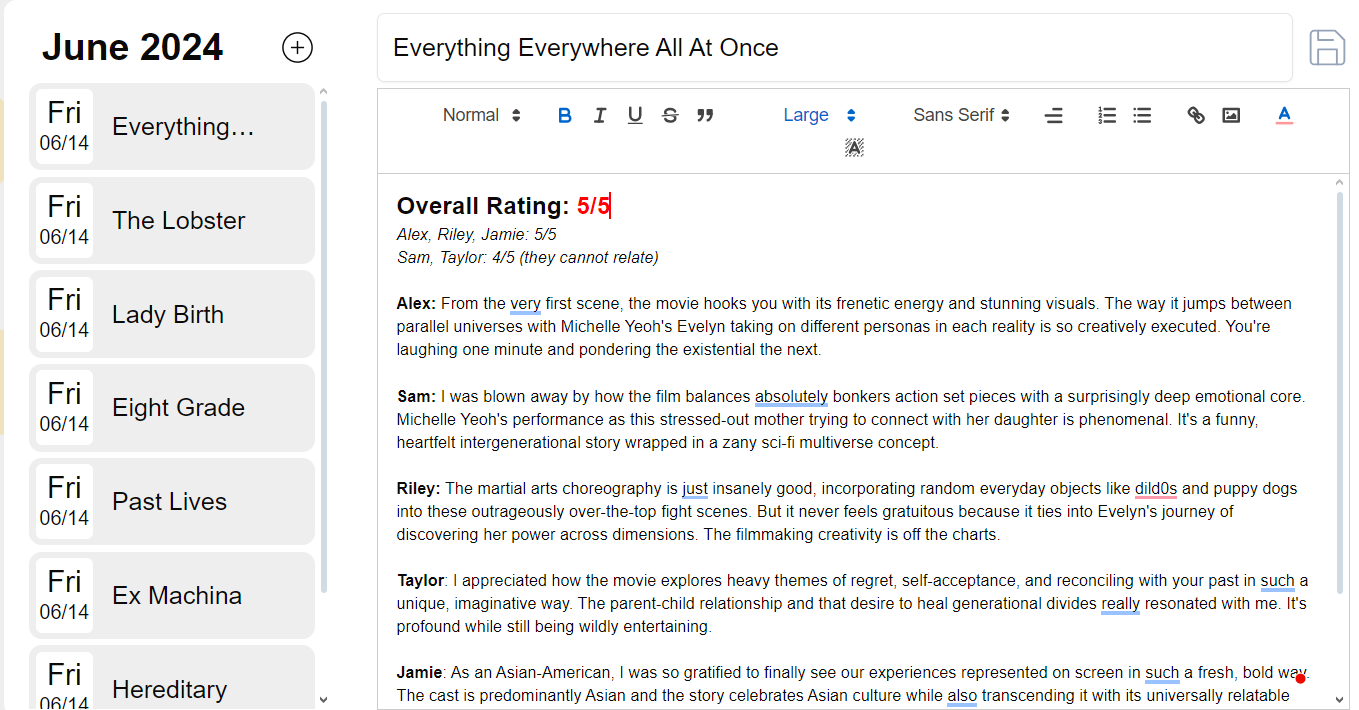 June 2024
Fri
06/14
Everything…
Fri
06/14
The Lobster
Fri
06/14
Lady Birth
Fri
06/14
Eight Grade
Fri
06/14
Past Lives
Fri
06/14
Ex Machina
Fri
06/14
Hereditary
Everything Everywhere All At Once
Normal B I U S Large Sans Serif A
A
Overall Rating: 5/5
Alex, Riley, Jamie: 5/5
Sam, Taylor: 4/5 (they cannot relate)
Alex: From the very first scene, the movie hooks you with its frenetic energy and stunning visuals. The way it jumps between
parallel universes with Michelle Yeoh's Evelyn taking on different personas in each reality is so creatively executed. You're
laughing one minute and pondering the existential the next.
Sam: I was blown away by how the film balances absolutely bonkers action set pieces with a surprisingly deep emotional core.
Michelle Yeoh's performance as this stressed-out mother trying to connect with her daughter is phenomenal. It's a funny,
heartfelt intergenerational story wrapped in a zany sci-fi multiverse concept.
Riley: The martial arts choreography is just insanely good, incorporating random everyday objects like dild0s and puppy dogs
into these outrageously over-the-top fight scenes. But it never feels gratuitous because it ties into Evelyn's journey of
discovering her power across dimensions. The filmmaking creativity is off the charts.
Taylor: I appreciated how the movie explores heavy themes of regret, self-acceptance, and reconciling with your past in such a
unique, imaginative way. The parent-child relationship and that desire to heal generational divides really resonated with me. It's
profound while still being wildly entertaining.
Jamie: As an Asian-American, I was so gratified to finally see our experiences represented on screen in such a fresh, bold way.
The cast is predominantly Asian and the story celebrates Asian culture while also transcending it with its universally relatable